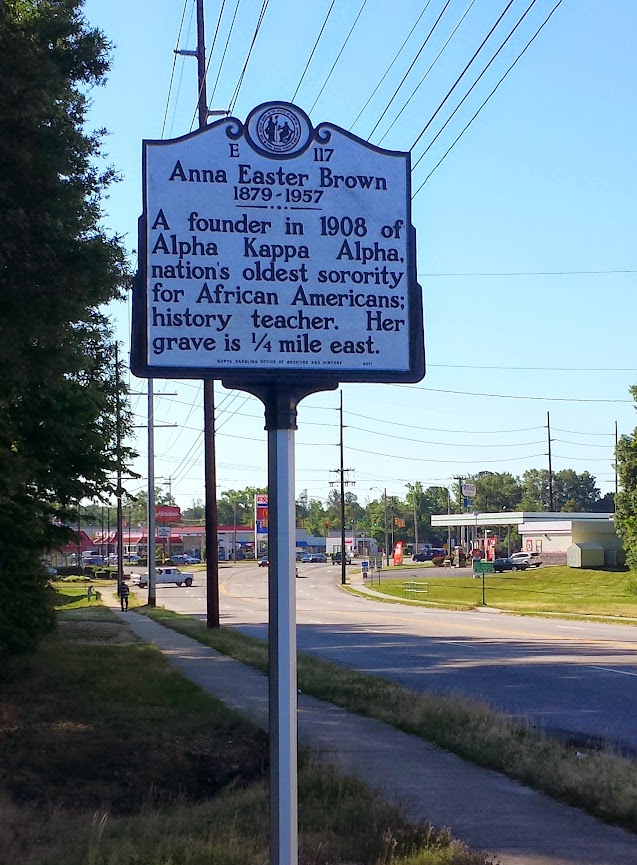 E 117
Anna Easter Brown
1879-1957
A founder in 1908 of
Alpha Kappa Alpha,
nation's oldest sorority
for African Americans;
history teacher. Her
grave is ¼ mile east.
NORTH CAROLINA OFFICE OF ARCHIVES AND HISTORY 2011